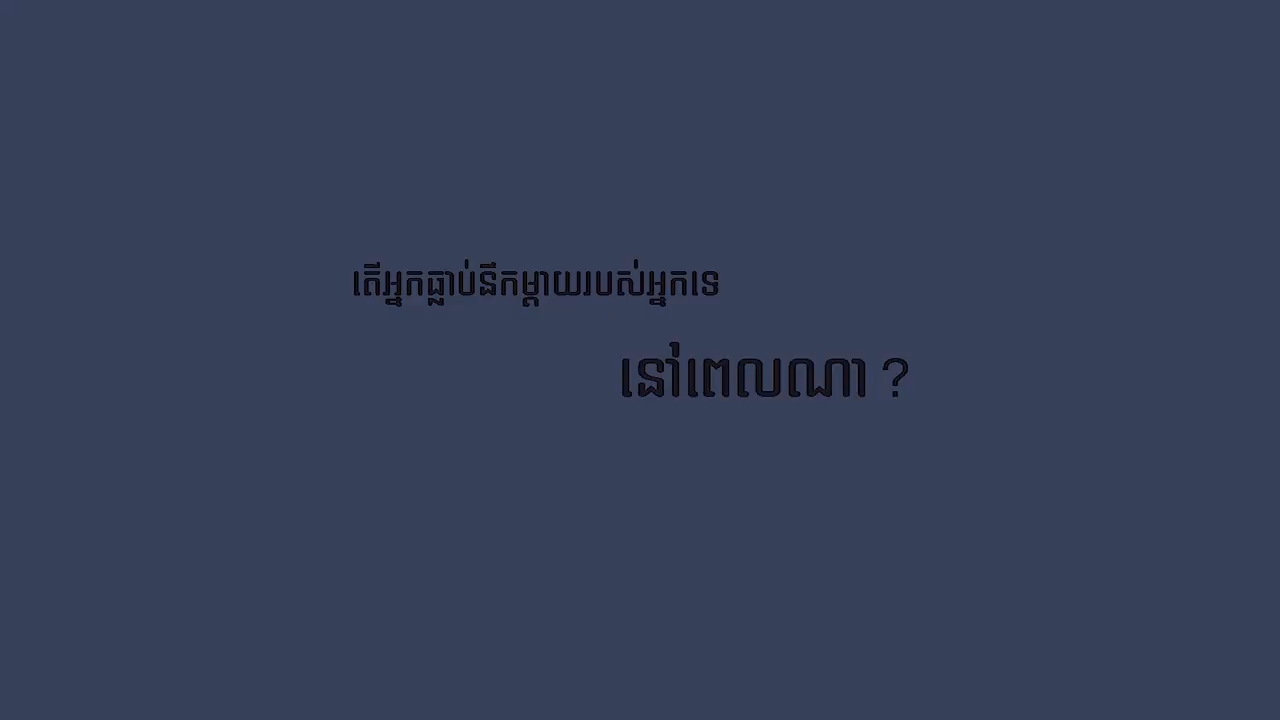 តើអ្នកធ្លាប់នឹកម្តាយរបស់អ្នកទេ
នៅពេលណា ?